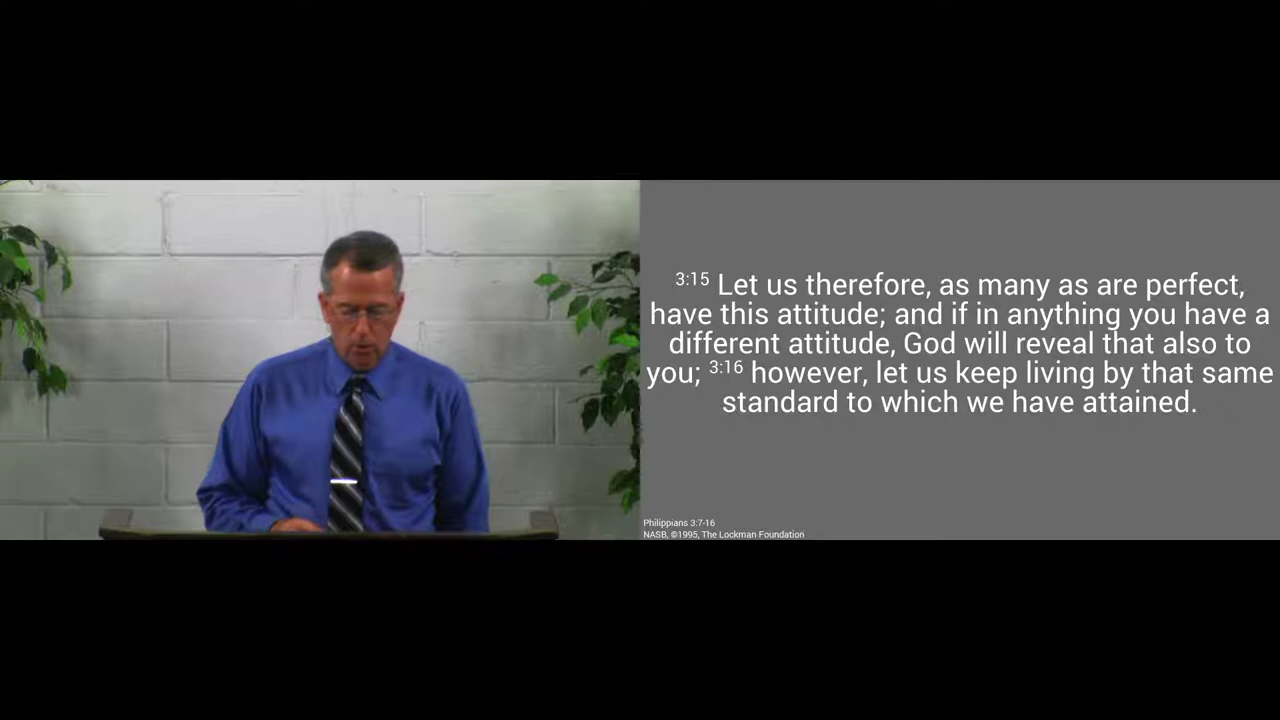 3:15 Let us therefore, as many as are perfect,
have this attitude; and if in anything you have a
different attitude, God will reveal that also to
you; 3:16 however, let us keep living by that same
standard to which we have attained.
Philippians 3:7-16
NASB, ©1995, The Lockman Foundation